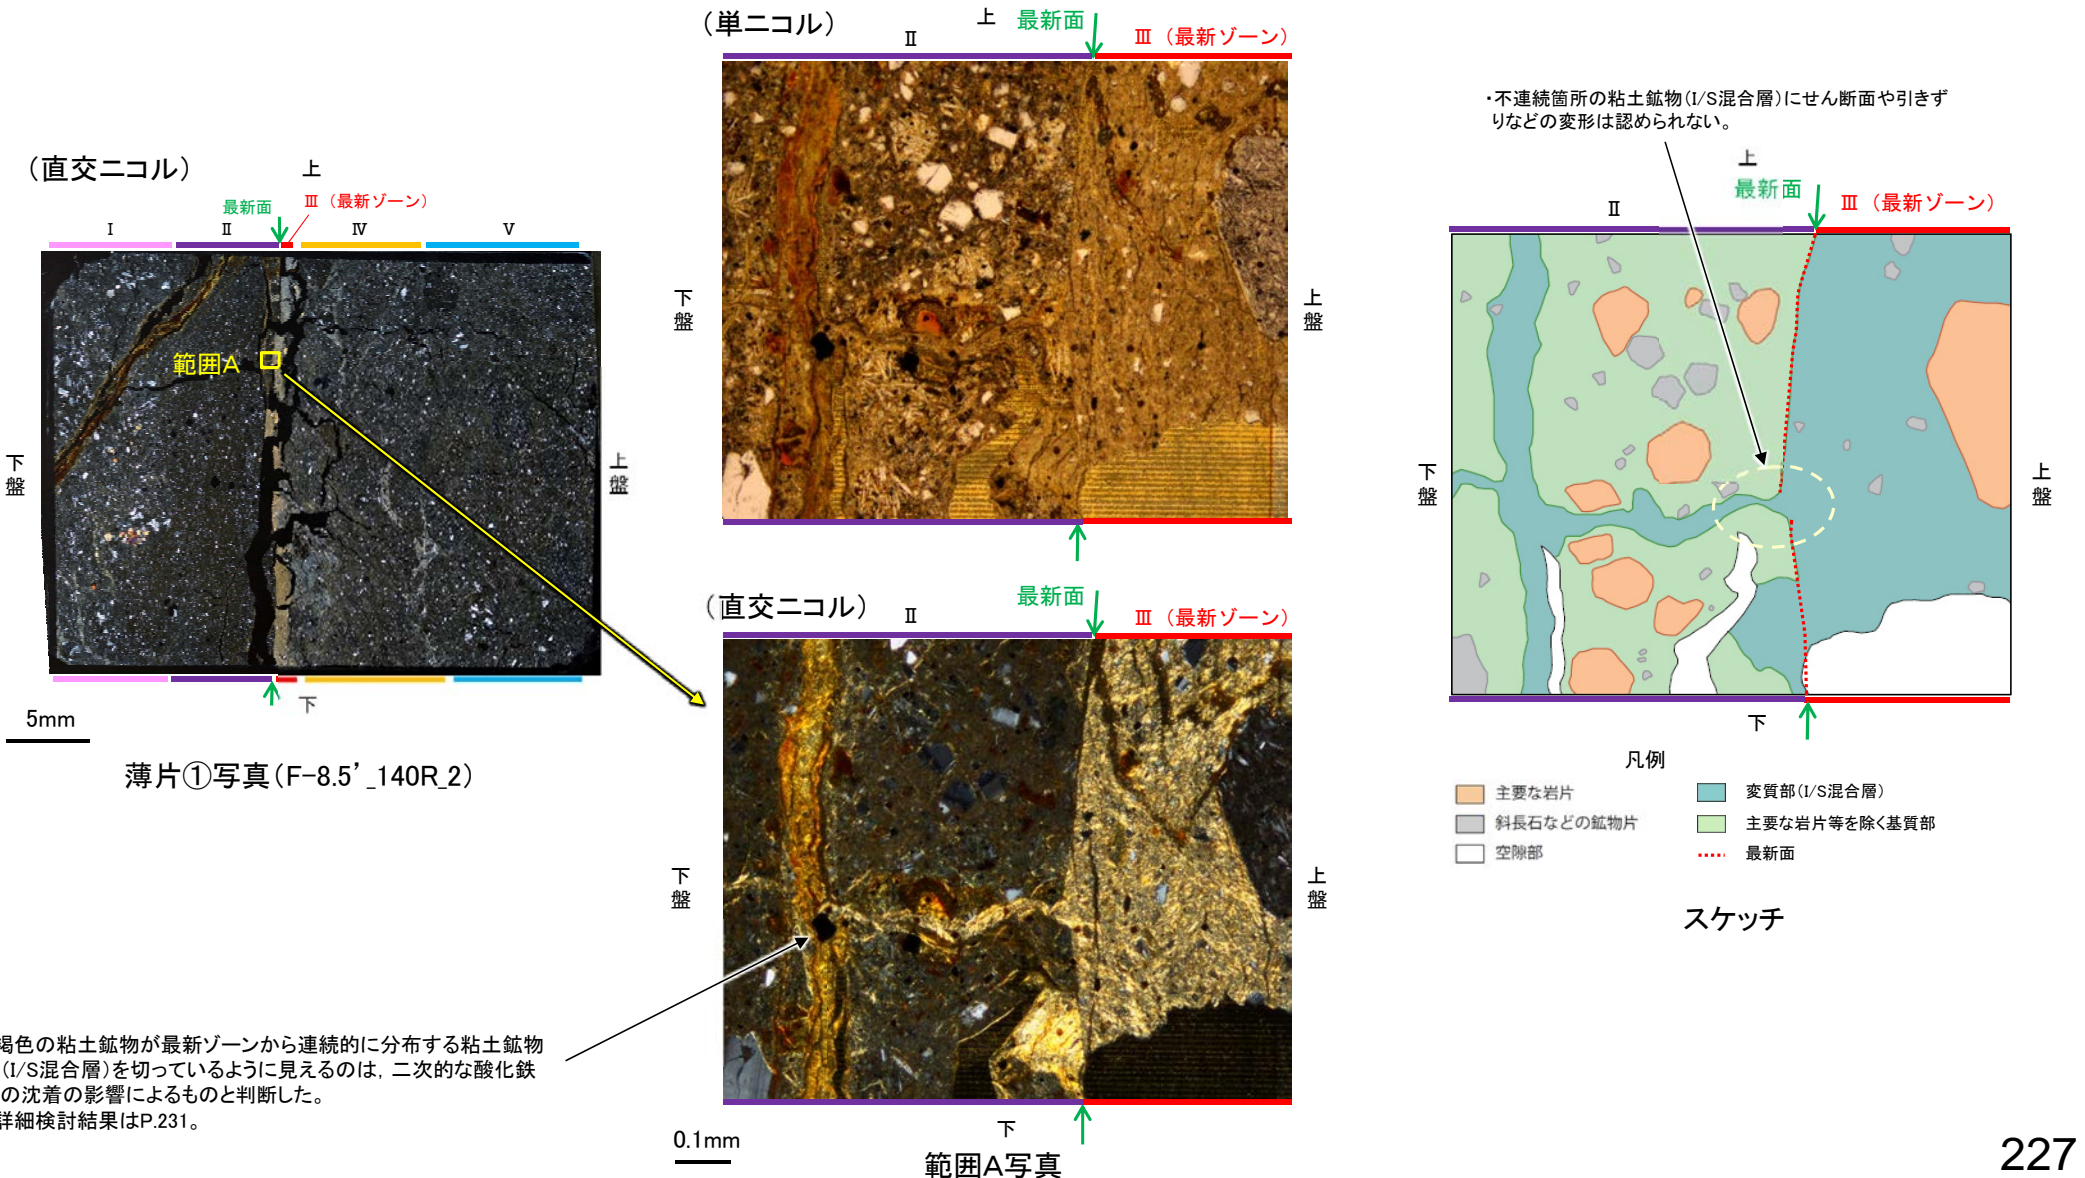 (単ニコル)
上
最新面
Ⅱ
Ⅲ（最新ゾーン）
下盤
上盤
・不連続箇所の粘土鉱物(I/S混合層)にせん断面や引きず
りなどの変形は認められない。
(直交ニコル)
上
最新面
Ⅲ（最新ゾーン）
Ⅰ
Ⅱ
Ⅳ
Ⅴ
範囲A
下盤
上盤
下
5mm
薄片①写真(F-8.5’_140R_2)
(直交ニコル)
Ⅱ
最新面
Ⅲ（最新ゾーン）
下盤
上盤
下
0.1mm
範囲A写真
上
最新面
Ⅱ
Ⅲ（最新ゾーン）
下盤
上盤
下
凡例
主要な岩片
変質部(I/S混合層)
斜長石などの鉱物片
主要な岩片等を除く基質部
空隙部
最新面
スケッチ
褐色の粘土鉱物が最新ゾーンから連続的に分布する粘土鉱物
(I/S混合層)を切っているように見えるのは，二次的な酸化鉄
の沈着の影響によるものと判断した。
詳細検討結果はP.231。
227